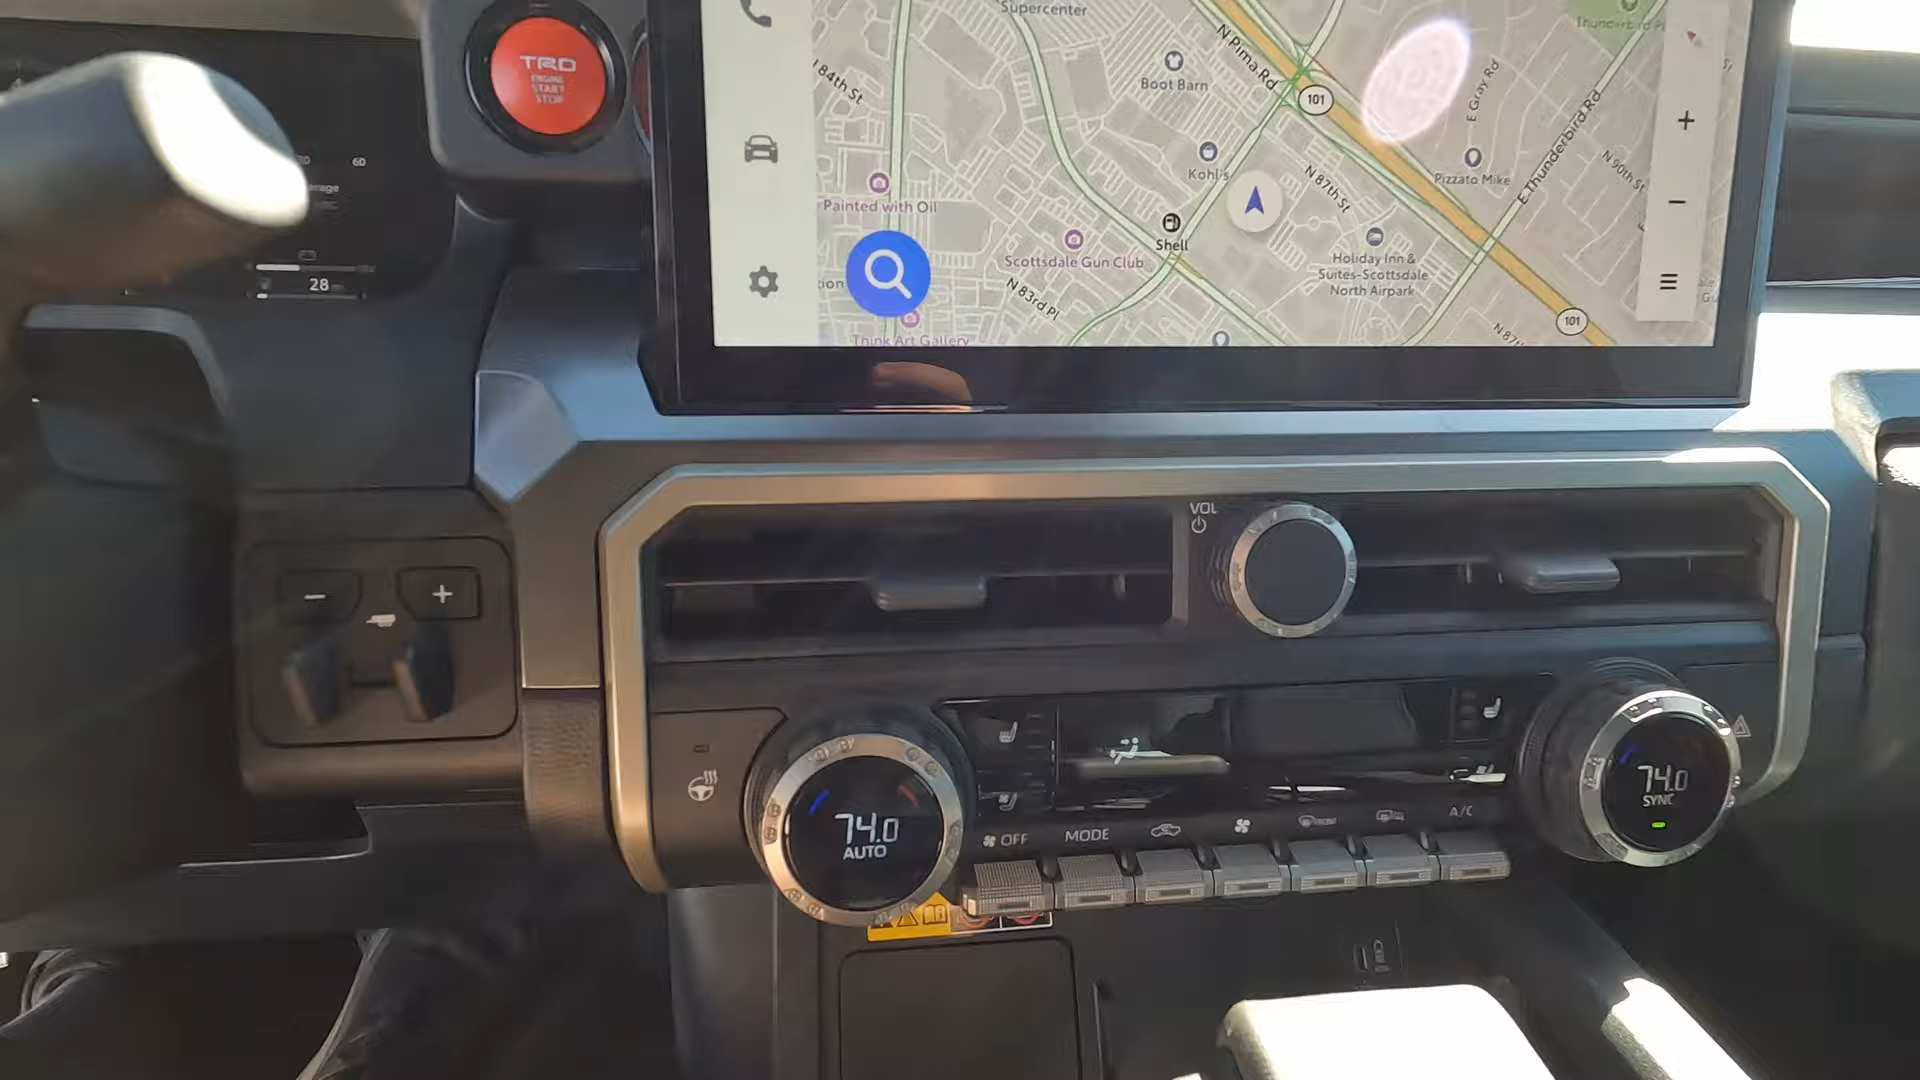 TRD
ENGINE
START
STOP
60
28
Supercenter
84th St
Boot Barn
N Pima Rd
101
E Gray Rd
E Thunderbird Rd
N 90th St
Kohl's
N 87th St
Pizzato Mike
Painted with Oil
Shell
Scottsdale Gun Club
Holiday Inn &
Suites-Scottsdale
North Airpark
N 83rd Pl
Think Art Gallery
101
+
−
VOL
− +
74.0
AUTO
OFF
MODE
FRONT
A/C
74.0
SYNC